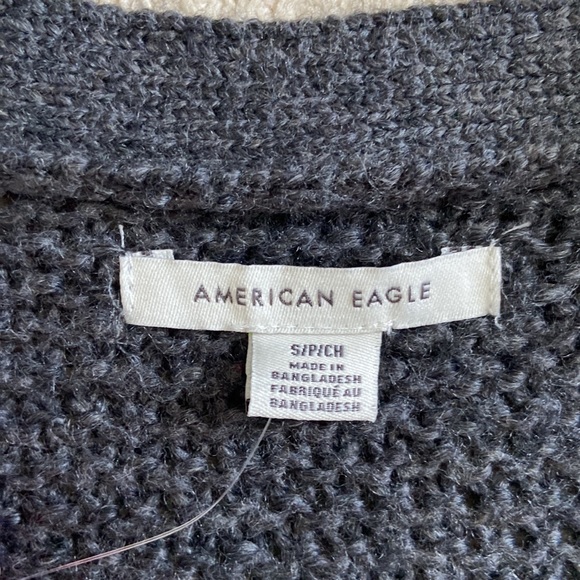 AMERICAN EAGLE
S/P/CH
MADE IN
BANGLADESH
FABRIQUÉ AU
BANGLADESH